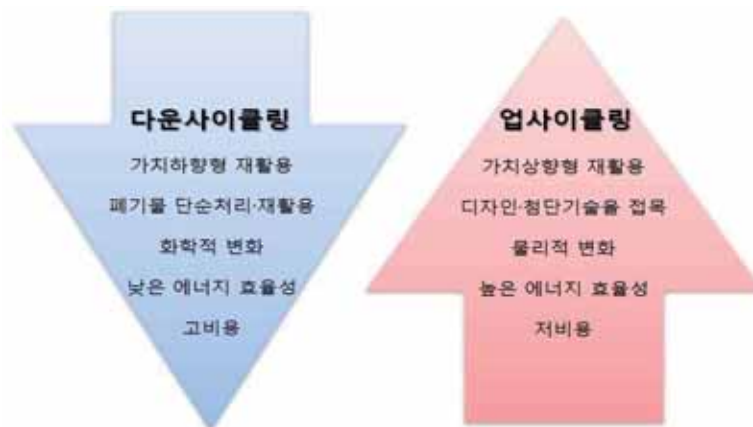 다운사이클링
가치하향형 재활용
폐기물 단순처리·재활용
화학적 변화
낮은 에너지 효율성
고비용
업사이클링
가치상향형 재활용
디자인·첨단기술을 접목
물리적 변화
높은 에너지 효율성
저비용